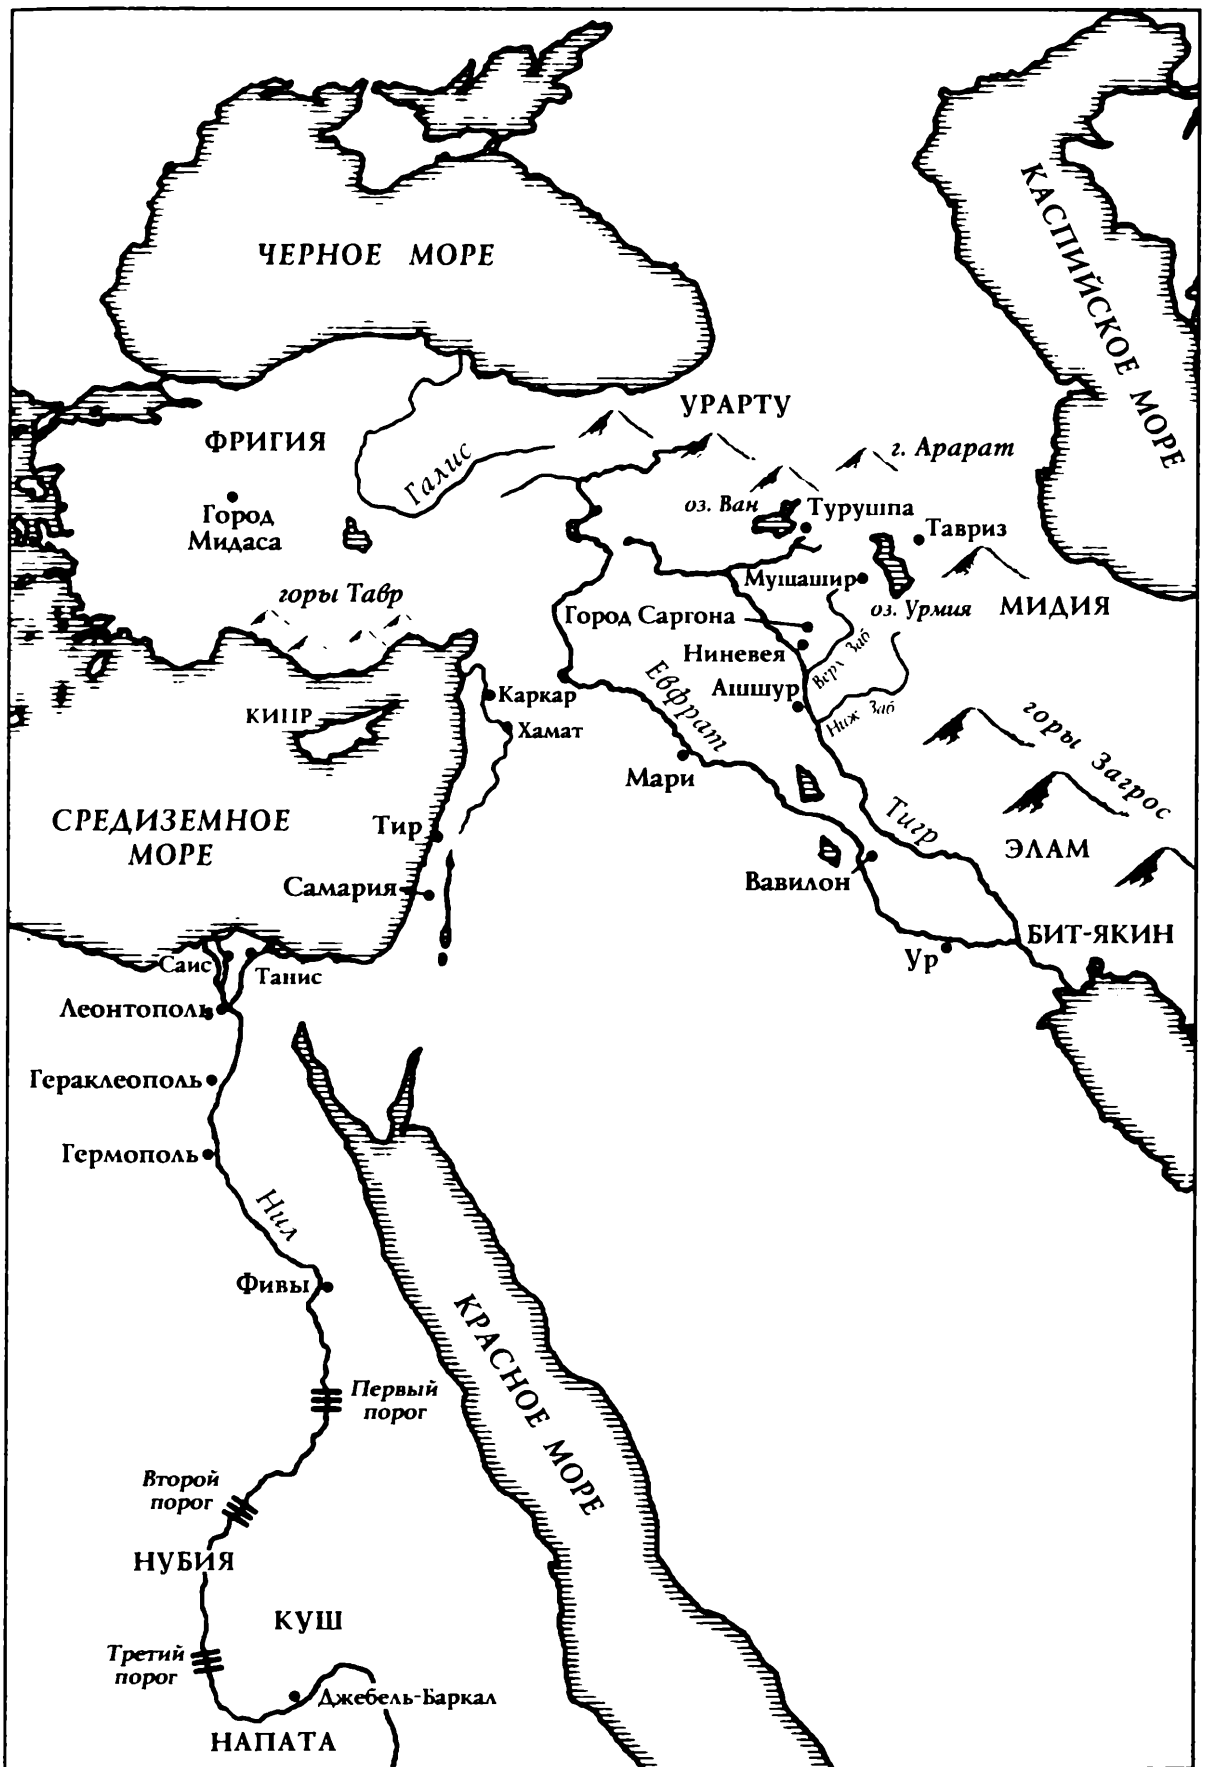 ЧЕРНОЕ МОРЕ
КАСПИЙСКОЕ МОРЕ
УРАРТУ
ФРИГИЯ
Галис
г. Арарат
оз. Ван
Турушпа
Город
Мидаса
Тавриз
Мушашир
горы Тавр
оз. Урмия
МИДИЯ
Город Саргона
Ниневея
Верх Заб
Евфрат
Ашшур
Каркар
КИПР
Ниж Заб
горы Загрос
Хамат
Мари
СРЕДИЗЕМНОЕ
МОРЕ
Тир
Тигр
ЭЛАМ
Самария
Вавилон
БИТ-ЯКИН
Ур
Саис
Танис
Леонтополь
Гераклеополь
Гермополь
Нил
Фивы
КРАСНОЕ МОРЕ
Первый
порог
Второй
порог
НУБИЯ
КУШ
Третий
порог
Джебель-Баркал
НАПАТА